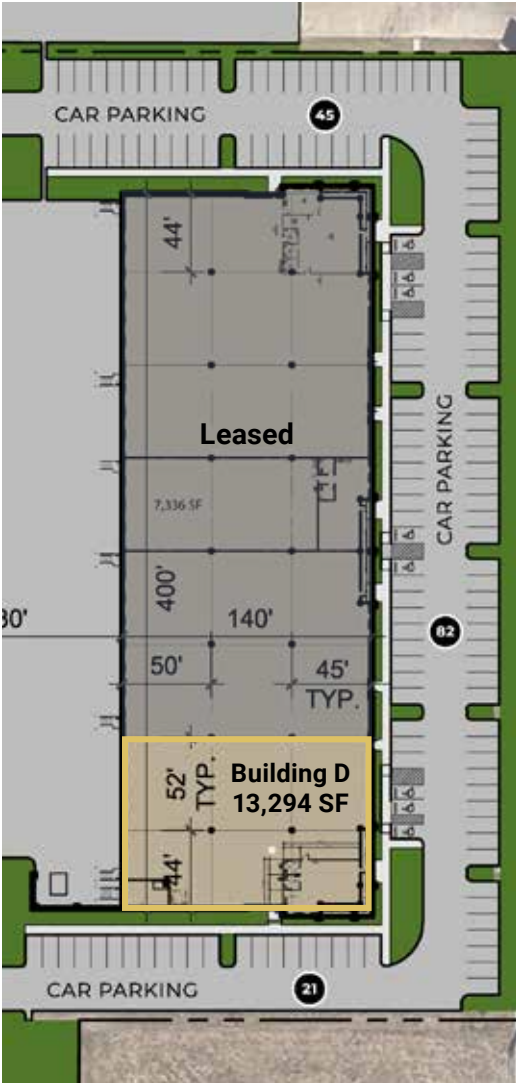 CAR PARKING
45
44'
Leased
CAR PARKING
7,336 SF
400'
30'
140'
50'
45'
TYP.
82
52'
TYP.
Building D
13,294 SF
44'
CAR PARKING
21